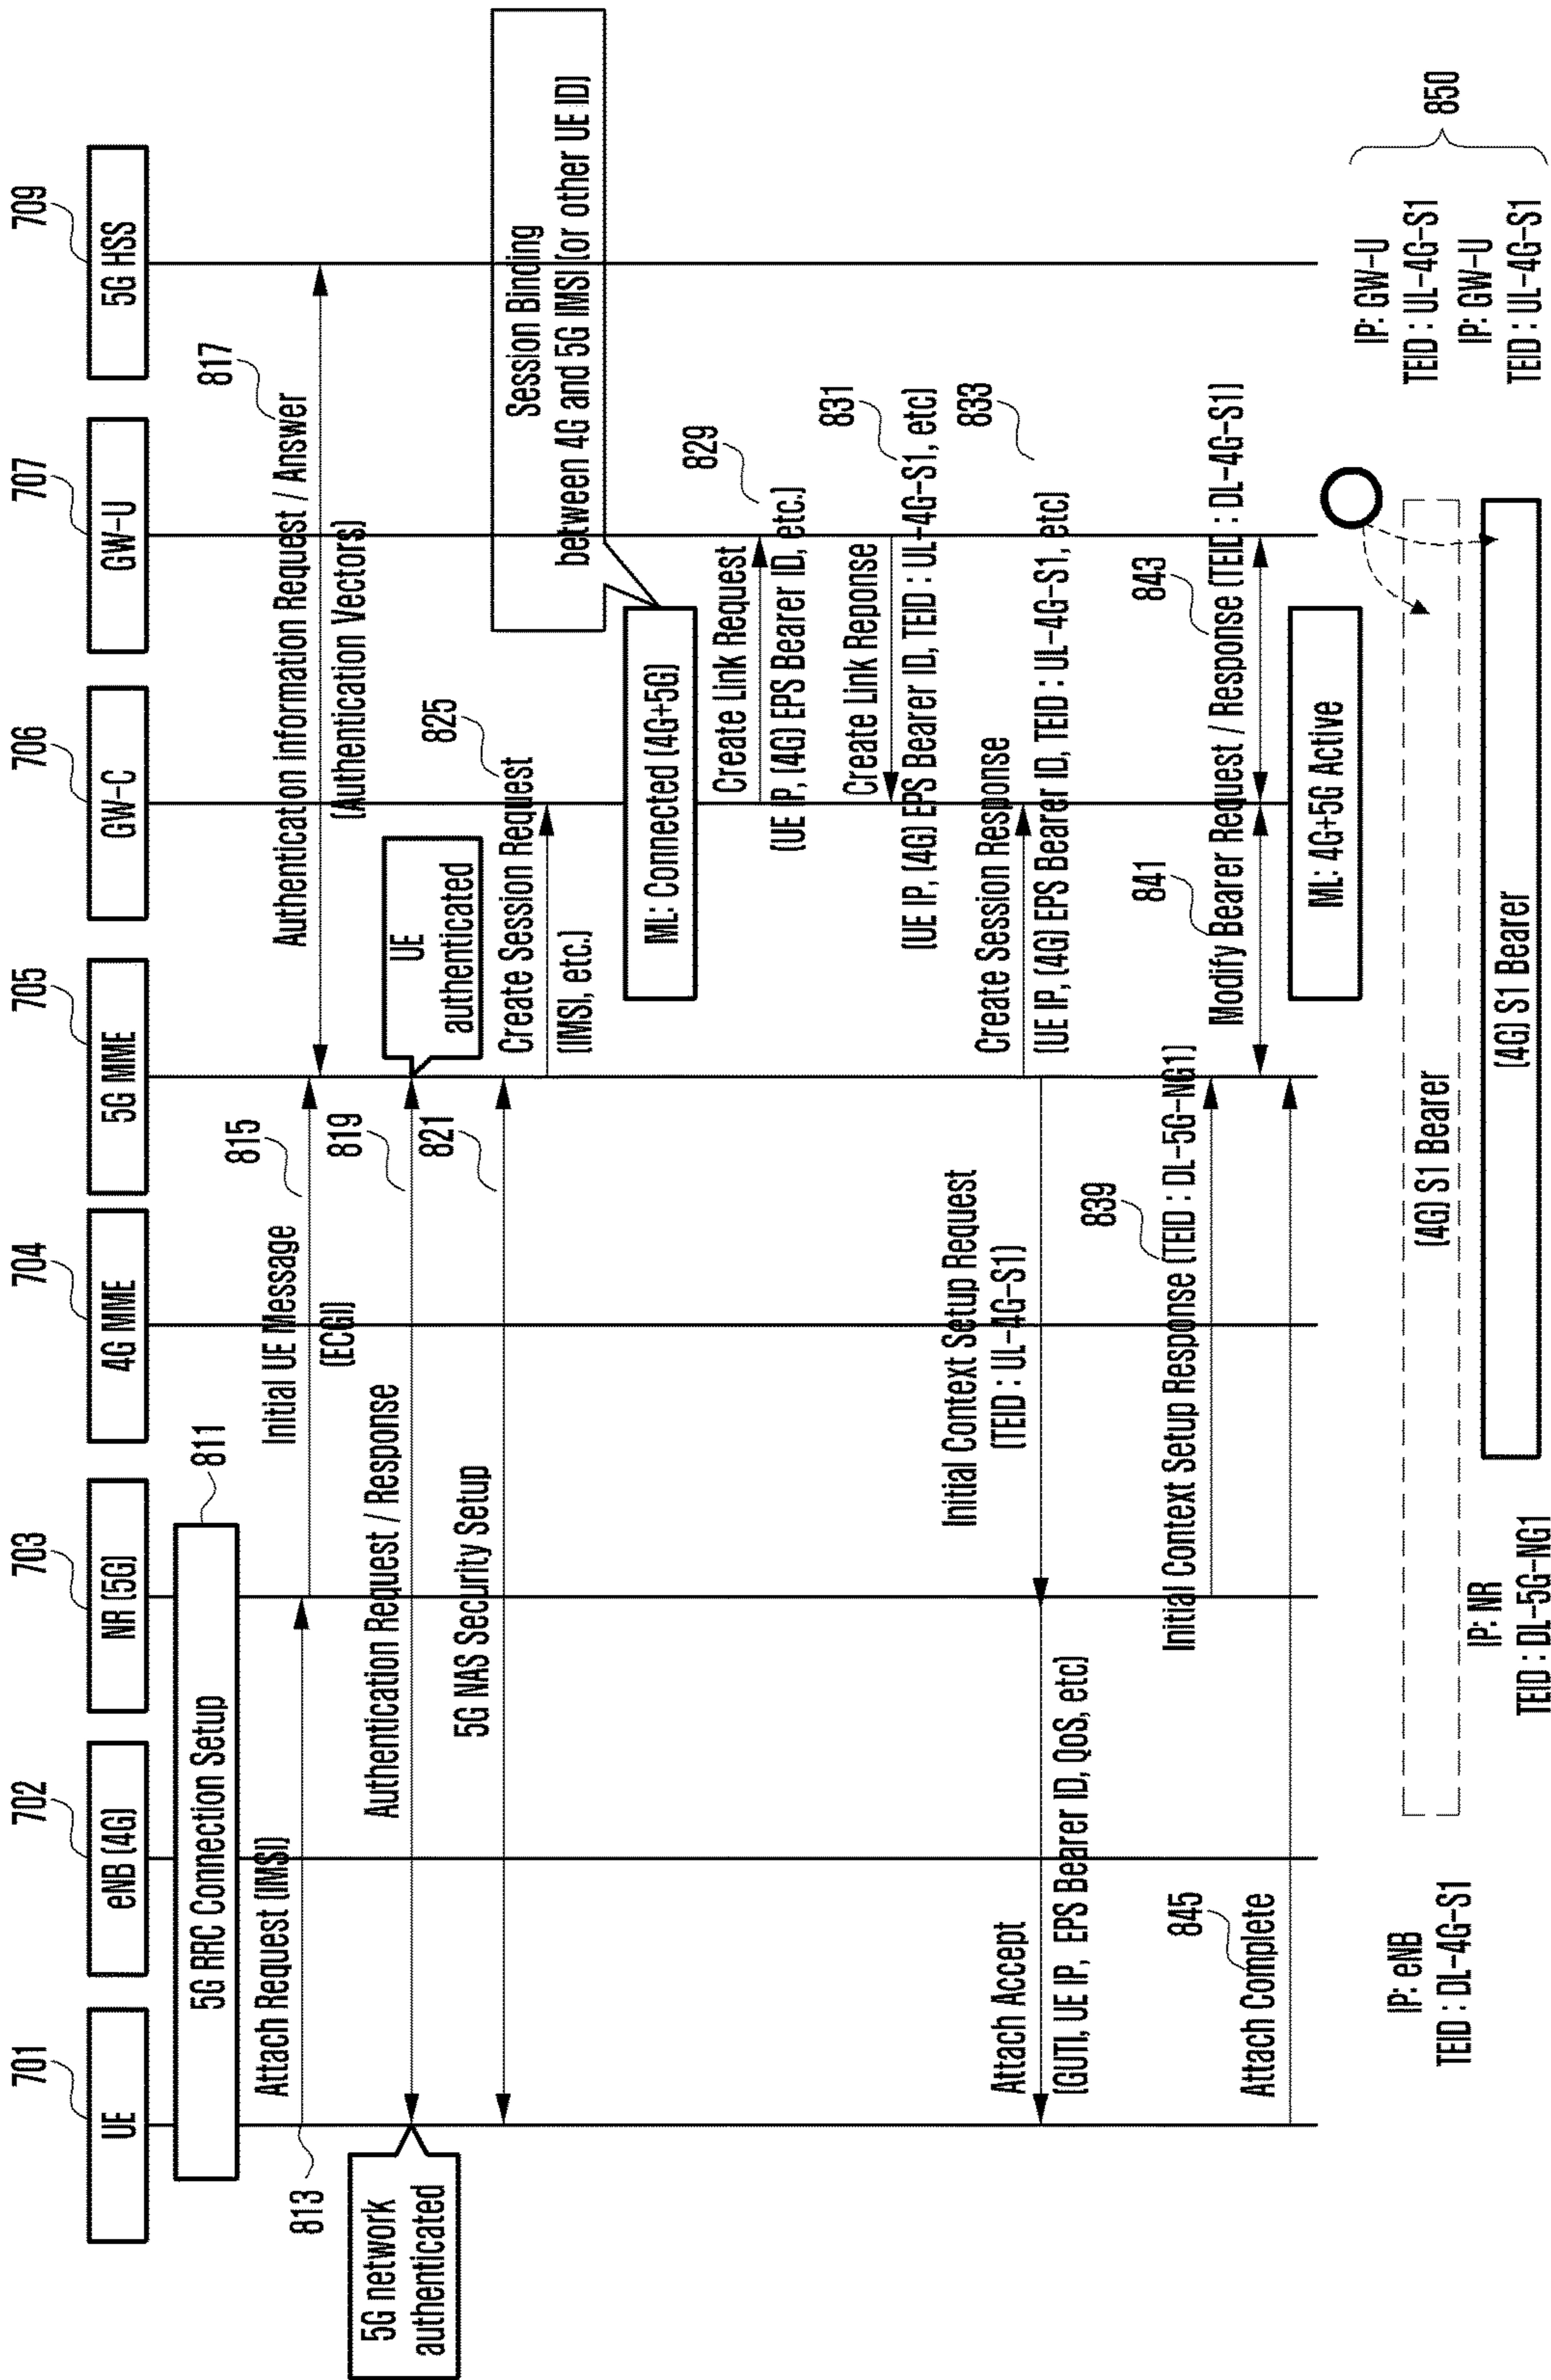 701
702
703
704
705
706
707
709
UE
eNB (4G)
NR (5G)
4G MME
5G MME
GW-C
GW-U
5G HSS
5G RRC Connection Setup
811
Attach Request (IMSI)
813
Initial UE Message
(ECGI)
815
Authentication information Request / Answer
(Authentication Vectors)
817
5G network
authenticated
Authentication Request / Response
819
UE
authenticated
5G NAS Security Setup
821
Create Session Request
(IMSI, etc.)
825
Session Binding
between 4G and 5G IMSI (or other UE ID)
ML: Connected (4G+5G)
Create Link Request
(UE IP, (4G) EPS Bearer ID, etc.)
829
Create Link Reponse
(UE IP, (4G) EPS Bearer ID, TEID : UL-4G-S1, etc)
831
Create Session Response
(UE IP, (4G) EPS Bearer ID, TEID : UL-4G-S1, etc)
833
Initial Context Setup Request
(TEID : UL-4G-S1)
Attach Accept
(GUTI, UE IP, EPS Bearer ID, QoS, etc)
Initial Context Setup Response (TEID : DL-5G-NG1)
839
Modify Bearer Request / Response (TEID : DL-4G-S1)
841
843
Attach Complete
845
ML: 4G+5G Active
IP: eNB
TEID : DL-4G-S1
(4G) S1 Bearer
IP: GW-U
TEID : UL-4G-S1
IP: NR
TEID : DL-5G-NG1
(4G) S1 Bearer
IP: GW-U
TEID : UL-4G-S1
850